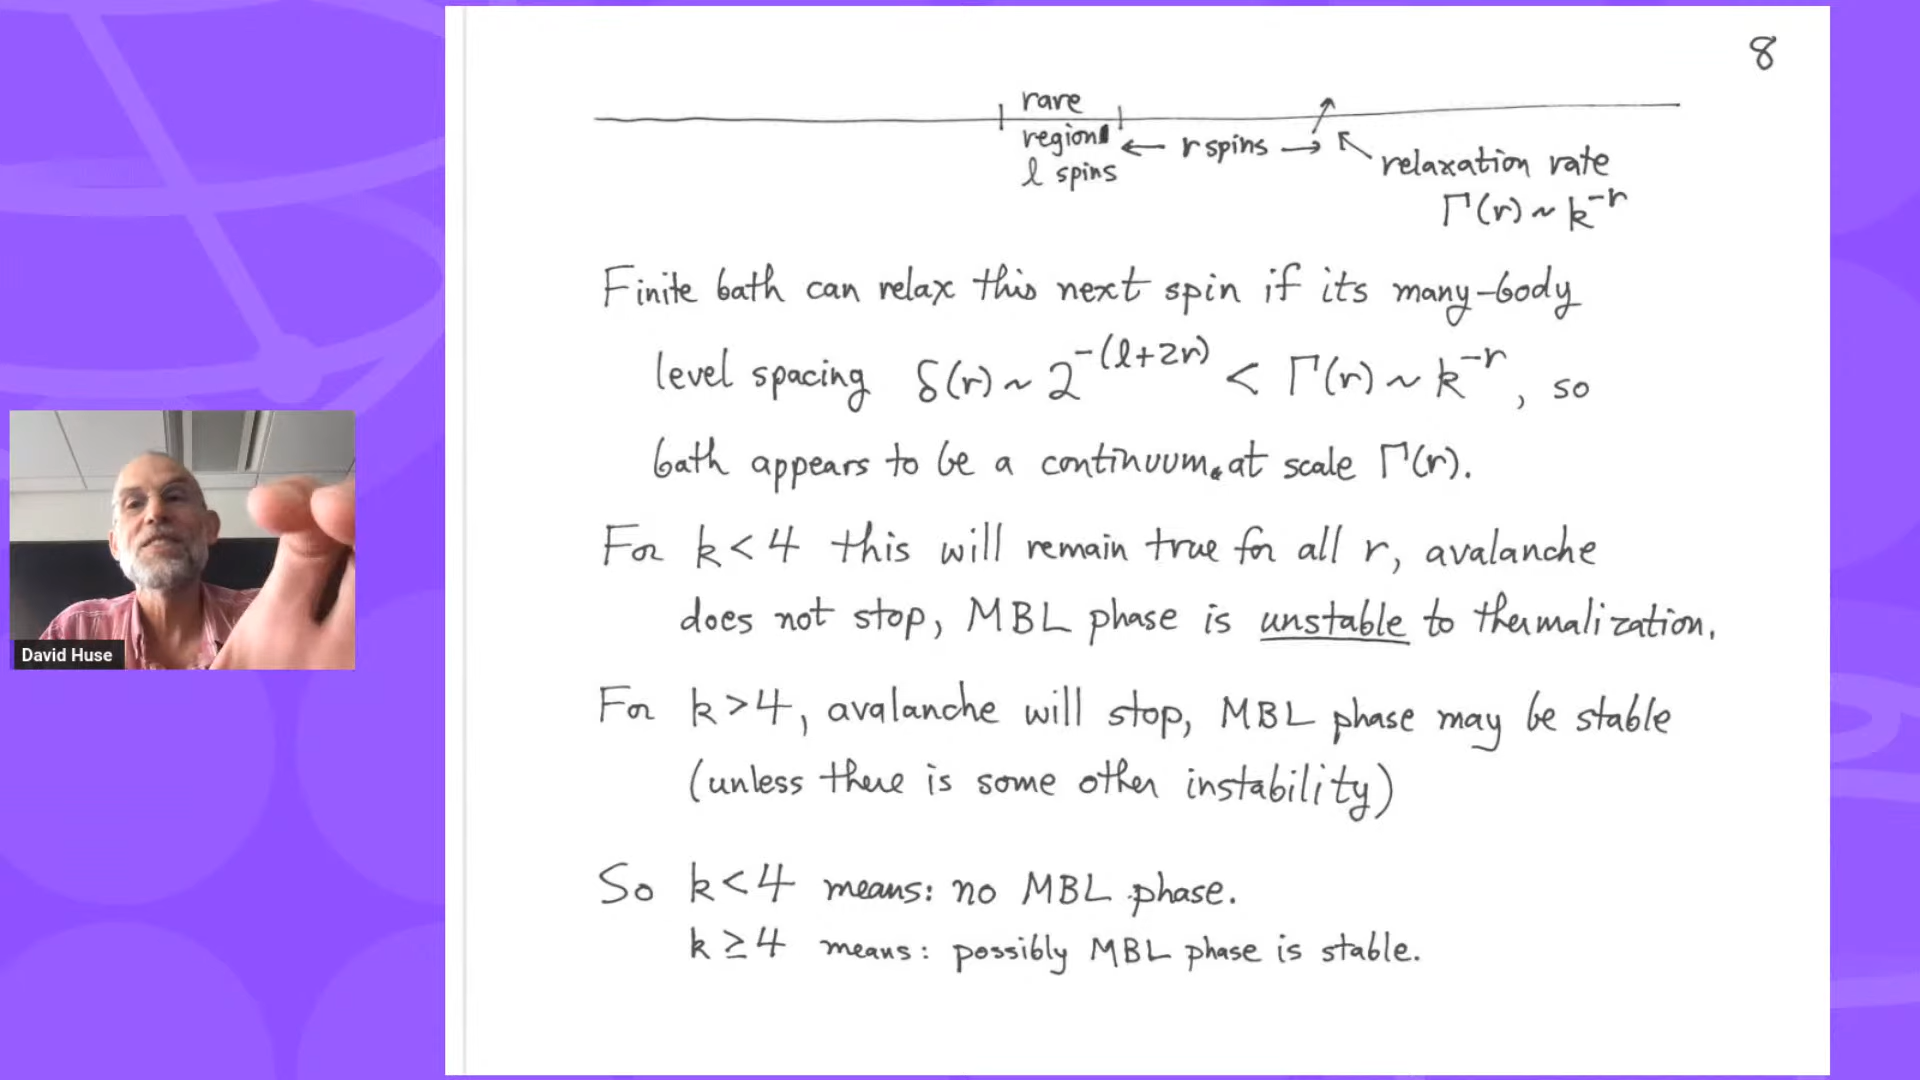 8
rare
region
l spins
← r spins →
relaxation rate
Γ(r) ~ k^{-r}
Finite bath can relax this next spin if its many-body
level spacing δ(r) ~ 2^{-(l+2r)} < Γ(r) ~ k^{-r}, so
bath appears to be a continuum at scale Γ(r).
For k<4 this will remain true for all r, avalanche
does not stop, MBL phase is unstable to thermalization.
For k>4, avalanche will stop, MBL phase may be stable
(unless there is some other instability)
So k<4 means: no MBL phase.
k≥4 means: possibly MBL phase is stable.
David Huse